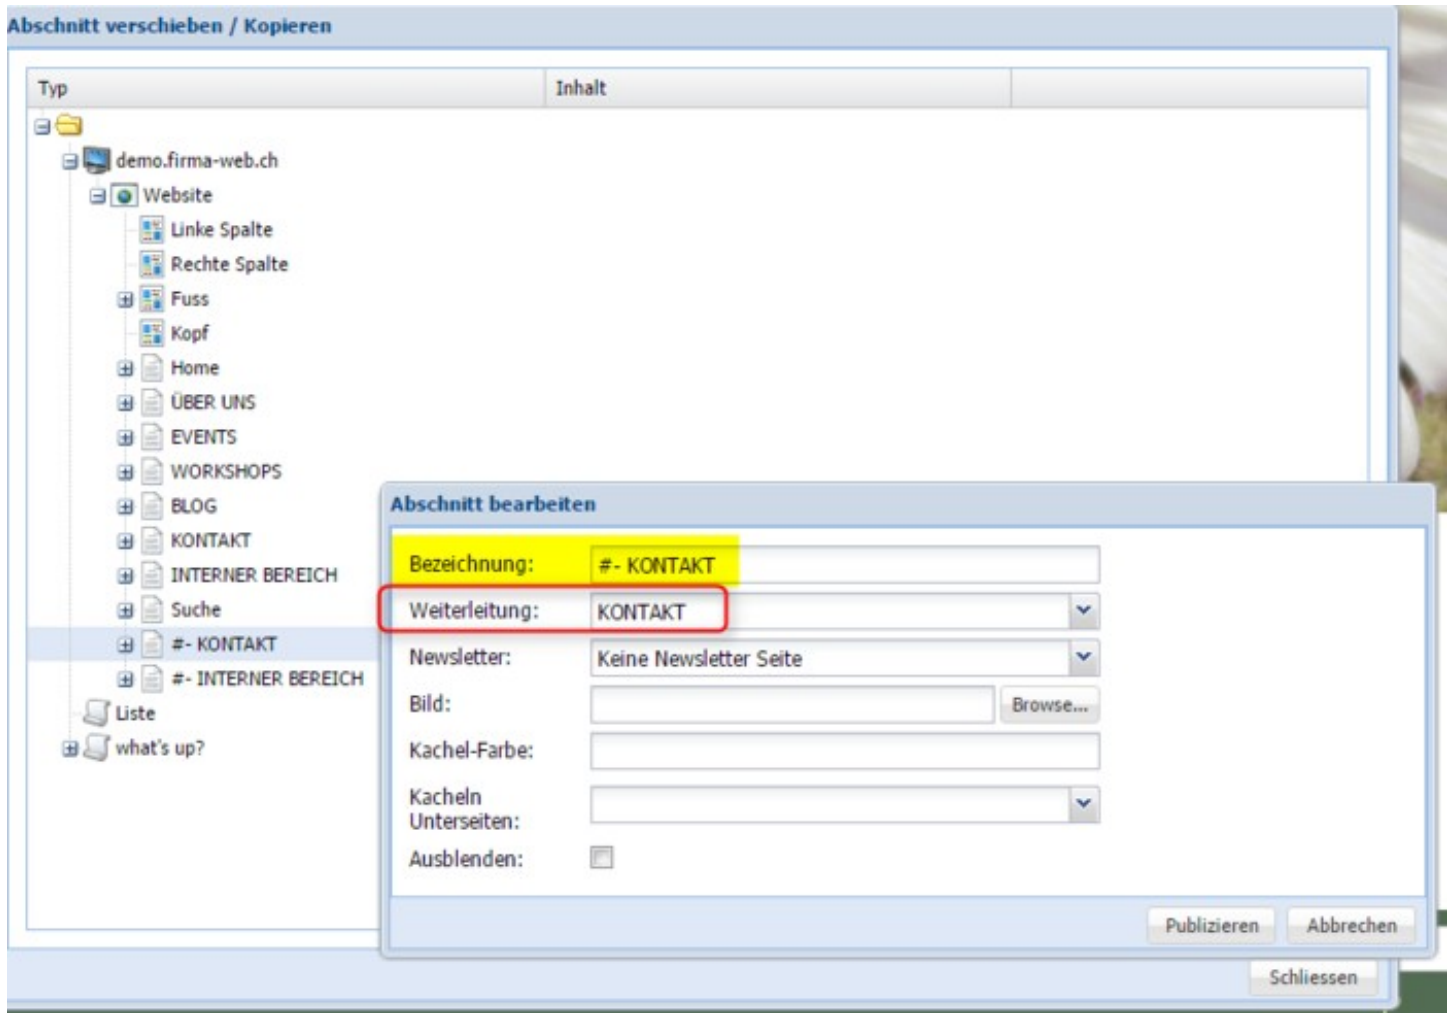 Abschnitt verschieben / Kopieren
Typ Inhalt
demo.firma-web.ch
Website
Linke Spalte
Rechte Spalte
Fuss
Kopf
Home
ÜBER UNS
EVENTS
WORKSHOPS
BLOG
KONTAKT
INTERNER BEREICH
Suche
#- KONTAKT
#- INTERNER BEREICH
Liste
what's up?
Abschnitt bearbeiten
Bezeichnung: #- KONTAKT
Weiterleitung: KONTAKT
Newsletter: Keine Newsletter Seite
Bild: Browse...
Kachel-Farbe:
Kacheln
Unterseiten:
Ausblenden:
Publizieren Abbrechen
Schliessen